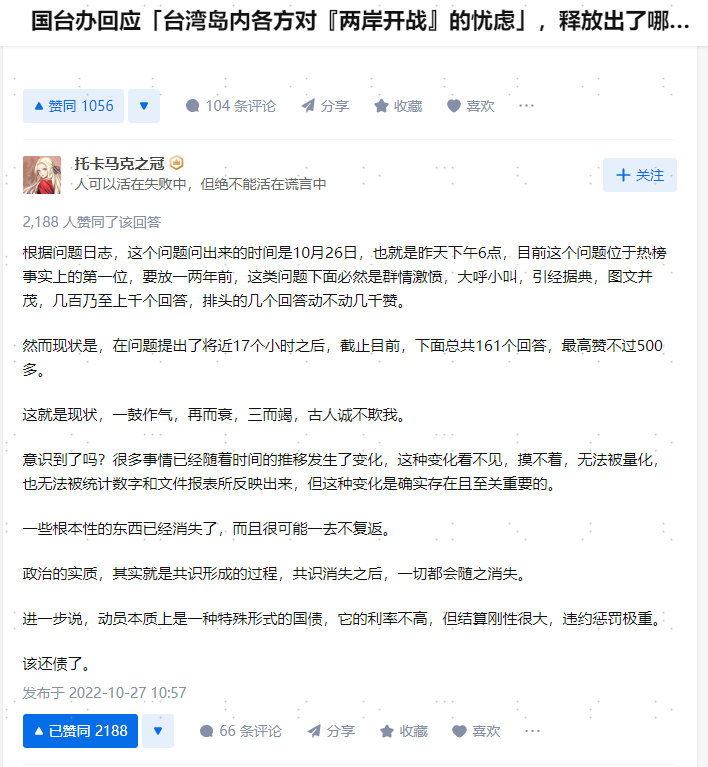 国台办回应「台湾岛内各方对『两岸开战』的忧虑」，释放出了哪...
赞同 1056
104 条评论
分享
收藏
喜欢
托卡马克之冠
人可以活在失败中，但绝不能活在谎言中
关注
2,188 人赞同了该回答
根据问题日志，这个问题问出来的时间是10月26日，也就是昨天下午6点，目前这个问题位于热榜
事实上的第一位，要放一两年前，这类问题下面必然是群情激愤，大呼小叫，引经据典，图文并
茂，几百乃至上千个回答，排头的几个回答动不动几千赞。
然而现状是，在问题提出了将近17个小时之后，截止目前，下面总共161个回答，最高赞不过500
多。
这就是现状，一鼓作气，再而衰，三而竭，古人诚不欺我。
意识到了吗？很多事情已经随着时间的推移发生了变化，这种变化看不见，摸不着，无法被量化，
也无法被统计数字和文件报表所反映出来，但这种变化是确实存在且至关重要的。
一些根本性的东西已经消失了，而且很可能一去不复返。
政治的实质，其实就是共识形成的过程，共识消失之后，一切都会随之消失。
进一步说，动员本质上是一种特殊形式的国债，它的利率不高，但结算刚性很大，违约惩罚极重。
该还债了。
发布于 2022-10-27 10:57
已赞同 2188
66 条评论
分享
收藏
喜欢